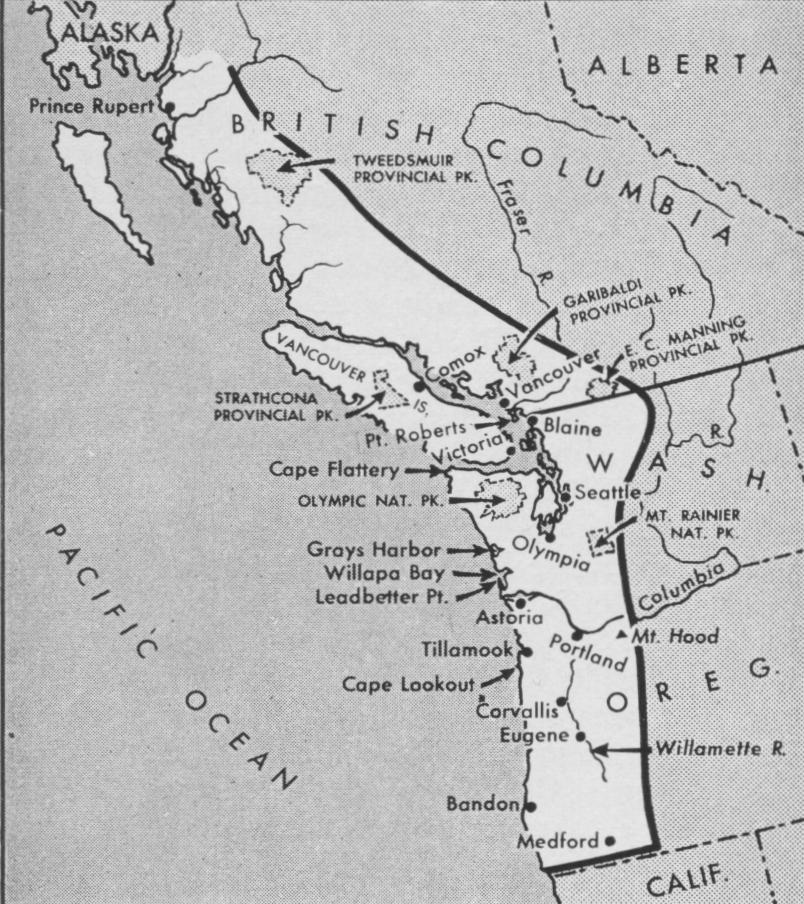 ALASKA
ALBERTA
Prince Rupert
BRITISH
COLUMBIA
TWEEDSMUIR
PROVINCIAL PK.
Fraser R.
GARIBALDI
PROVINCIAL PK.
E. C. MANNING
PROVINCIAL PK.
VANCOUVER
IS.
Comox
Vancouver
STRATHCONA
PROVINCIAL PK.
Pt. Roberts
Blaine
Victoria
R.
WASH.
Cape Flattery
Seattle
OLYMPIC NAT. PK.
MT. RAINIER
NAT. PK.
Grays Harbor
Olympia
Willapa Bay
Leadbetter Pt.
Columbia
Astoria
Portland
Mt. Hood
Tillamook
Cape Lookout
OREG.
Corvallis
Eugene
Willamette R.
PACIFIC OCEAN
Bandon
Medford
CALIF.